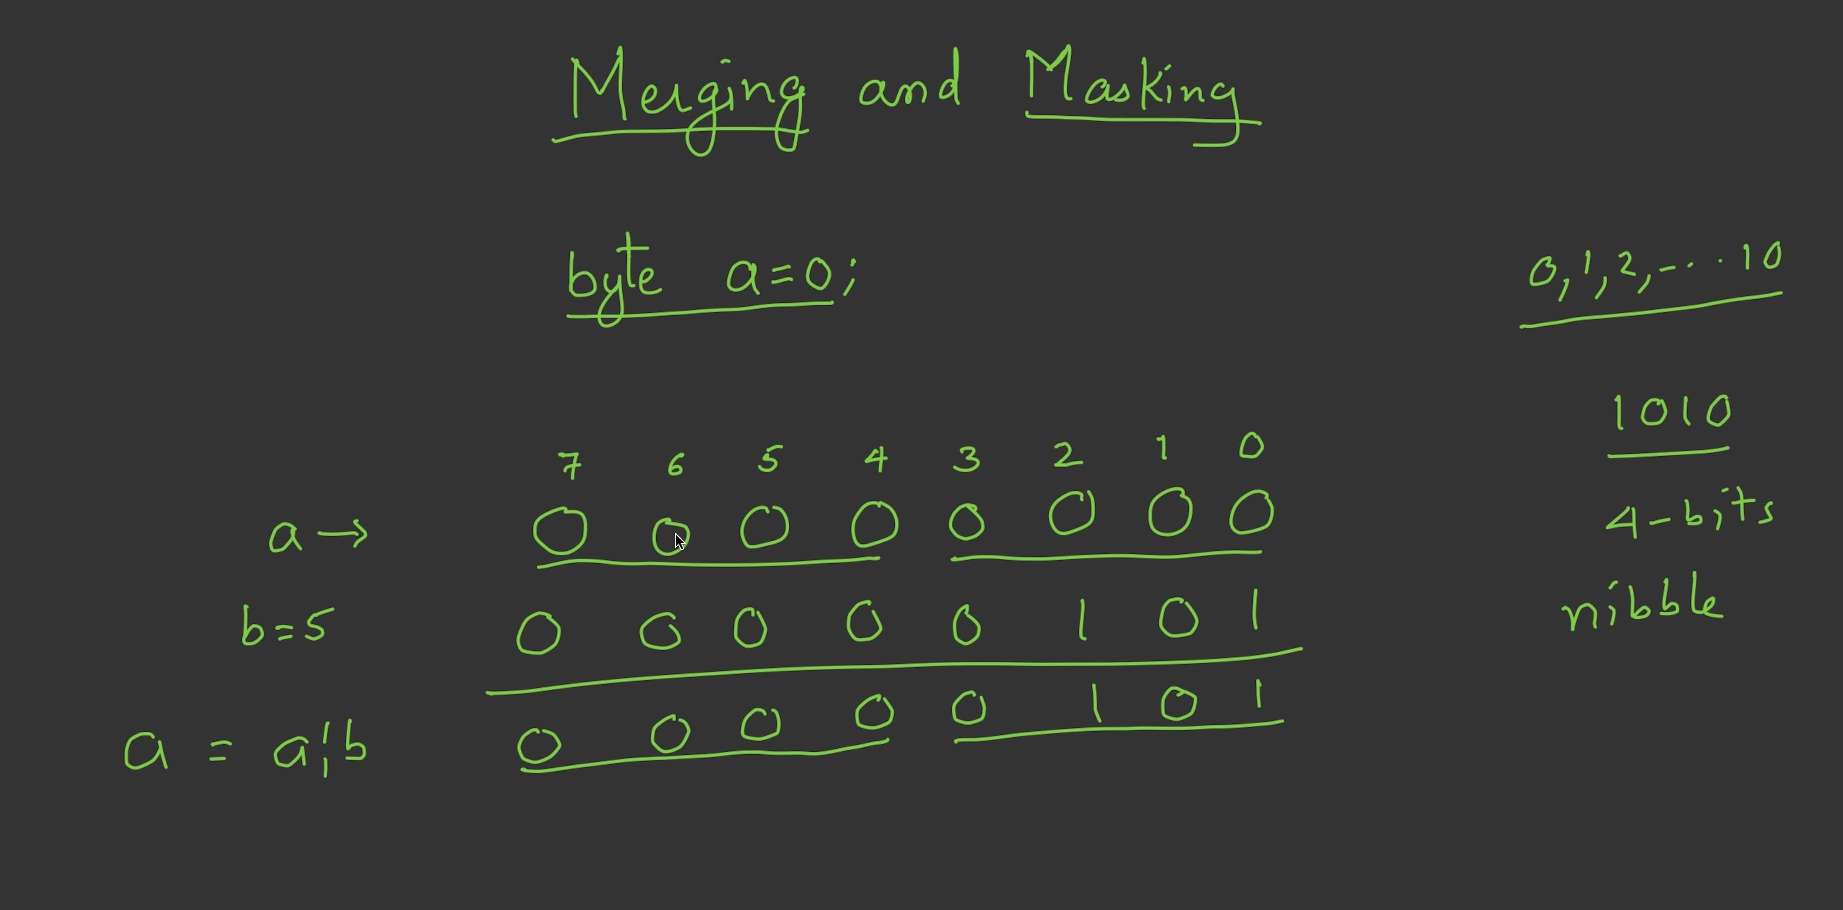 Merging and Masking
byte a=0;
0,1,2,-...10
1010
4-bits
nibble
7 6 5 4 3 2 1 0
a → 0 0 0 0 0 0 0 0
b=5 0 0 0 0 0 1 0 1
a = a¦b 0 0 0 0 0 1 0 1